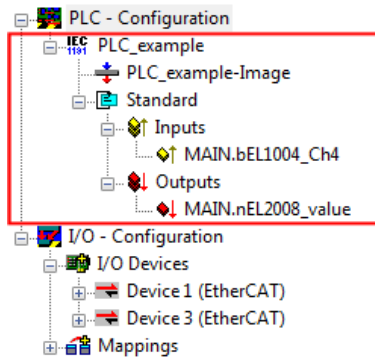 PLC - Configuration
IEC
1131
PLC_example
PLC_example-Image
Standard
Inputs
MAIN.bEL1004_Ch4
Outputs
MAIN.nEL2008_value
I/O - Configuration
I/O Devices
Device 1 (EtherCAT)
Device 3 (EtherCAT)
Mappings